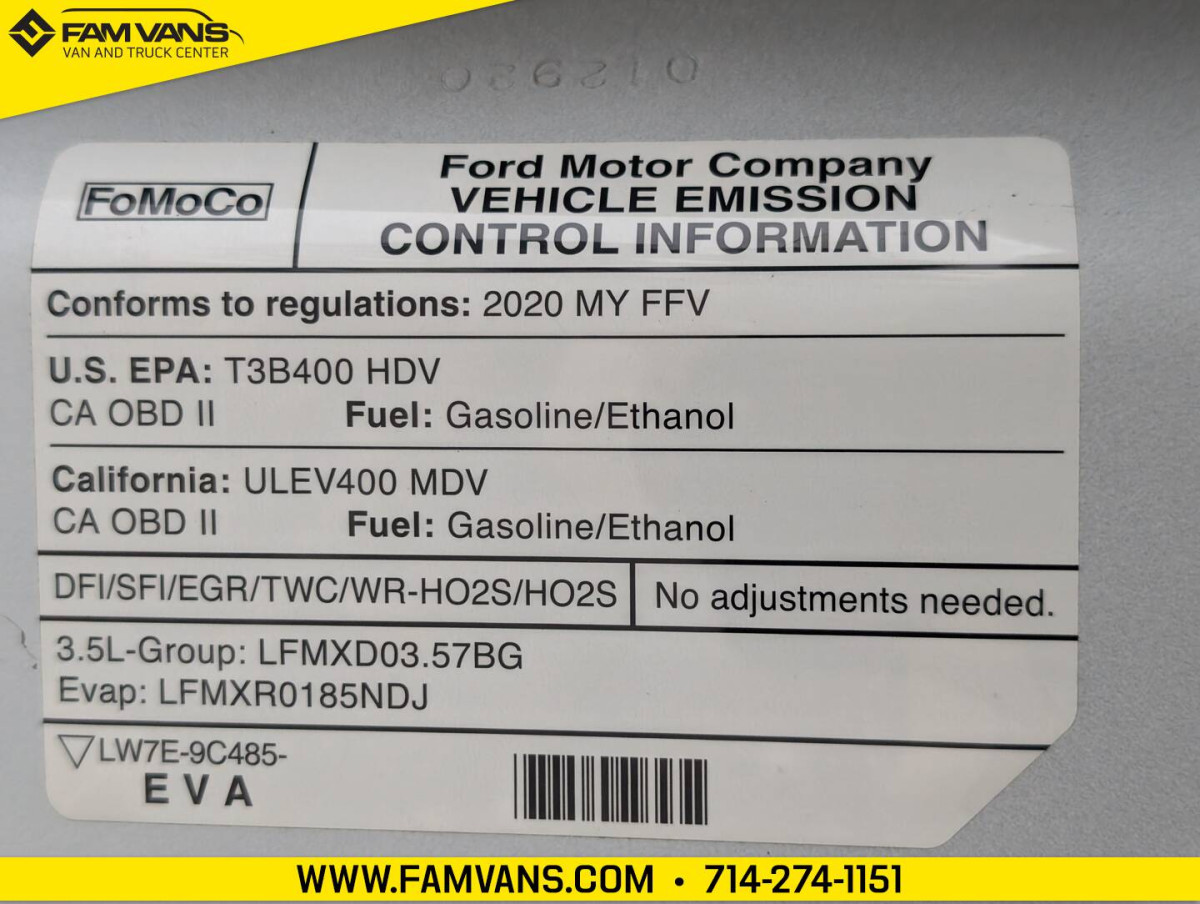 FAM VANS
VAN AND TRUCK CENTER
FoMoCo
Ford Motor Company
VEHICLE EMISSION
CONTROL INFORMATION
Conforms to regulations: 2020 MY FFV
U.S. EPA: T3B400 HDV
CA OBD II Fuel: Gasoline/Ethanol
California: ULEV400 MDV
CA OBD II Fuel: Gasoline/Ethanol
DFI/SFI/EGR/TWC/WR-HO2S/HO2S
No adjustments needed.
3.5L-Group: LFMXD03.57BG
Evap: LFMXR0185NDJ
LW7E-9C485-
E V A
WWW.FAMVANS.COM • 714-274-1151